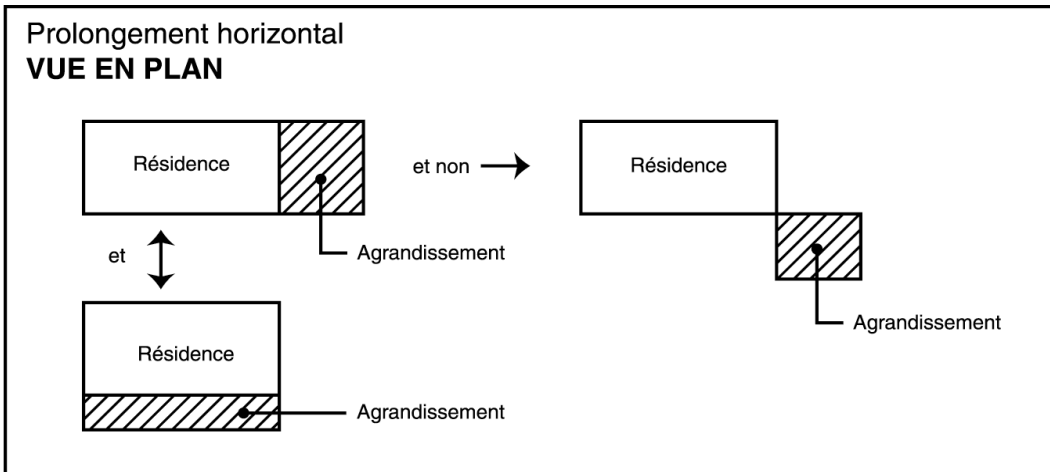 Prolongement horizontal
VUE EN PLAN
Résidence
et non
Résidence
Agrandissement
et
Agrandissement
Résidence
Agrandissement